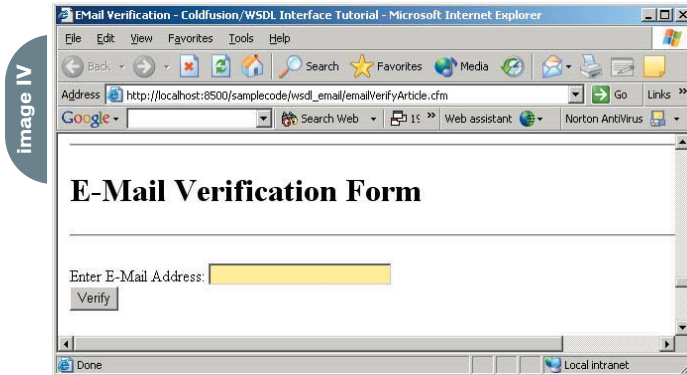 image IV
EMail Verification - Coldfusion/WSDL Interface Tutorial - Microsoft Internet Explorer
File Edit View Favorites Tools Help
Back Search Favorites Media
Address http://localhost:8500/samplecode/wsdl_email/emailVerifyArticle.cfm Go Links »
Google Search Web 19 » Web assistant Norton AntiVirus
E-Mail Verification Form
Enter E-Mail Address:
Verify
Done Local intranet